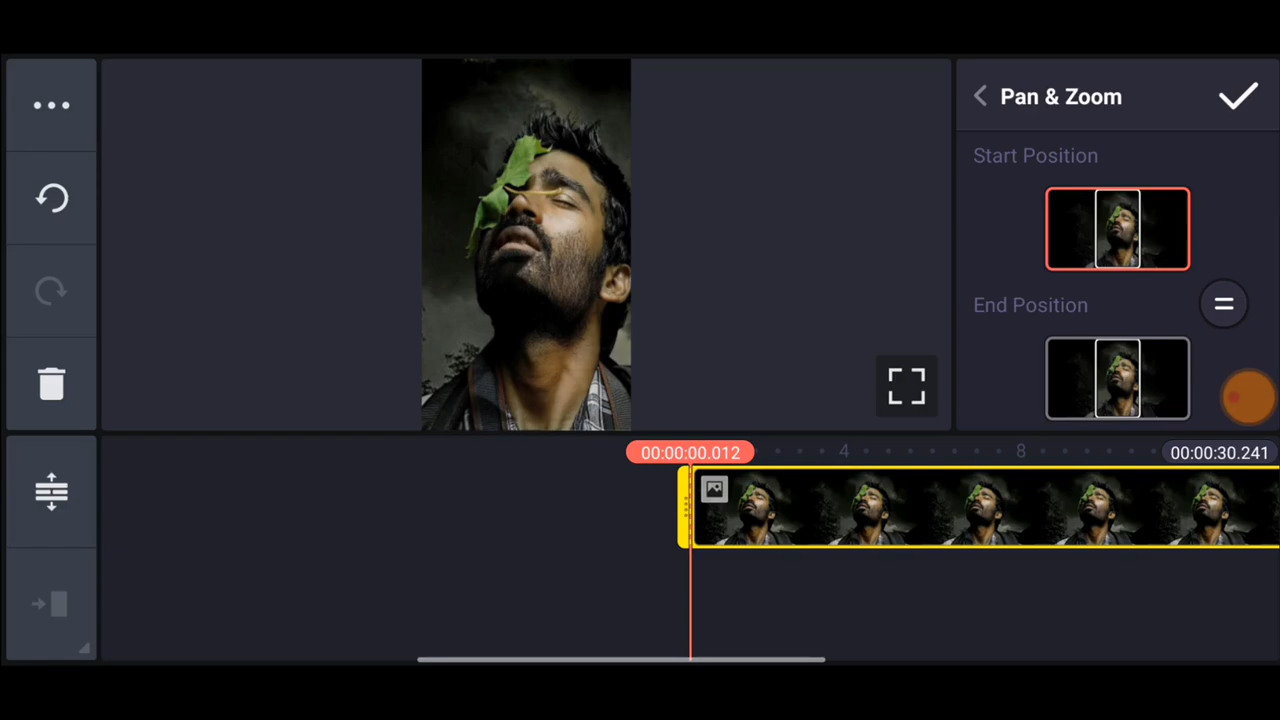 Pan & Zoom
Start Position
End Position
00:00:00.012
4
8
00:00:30.241